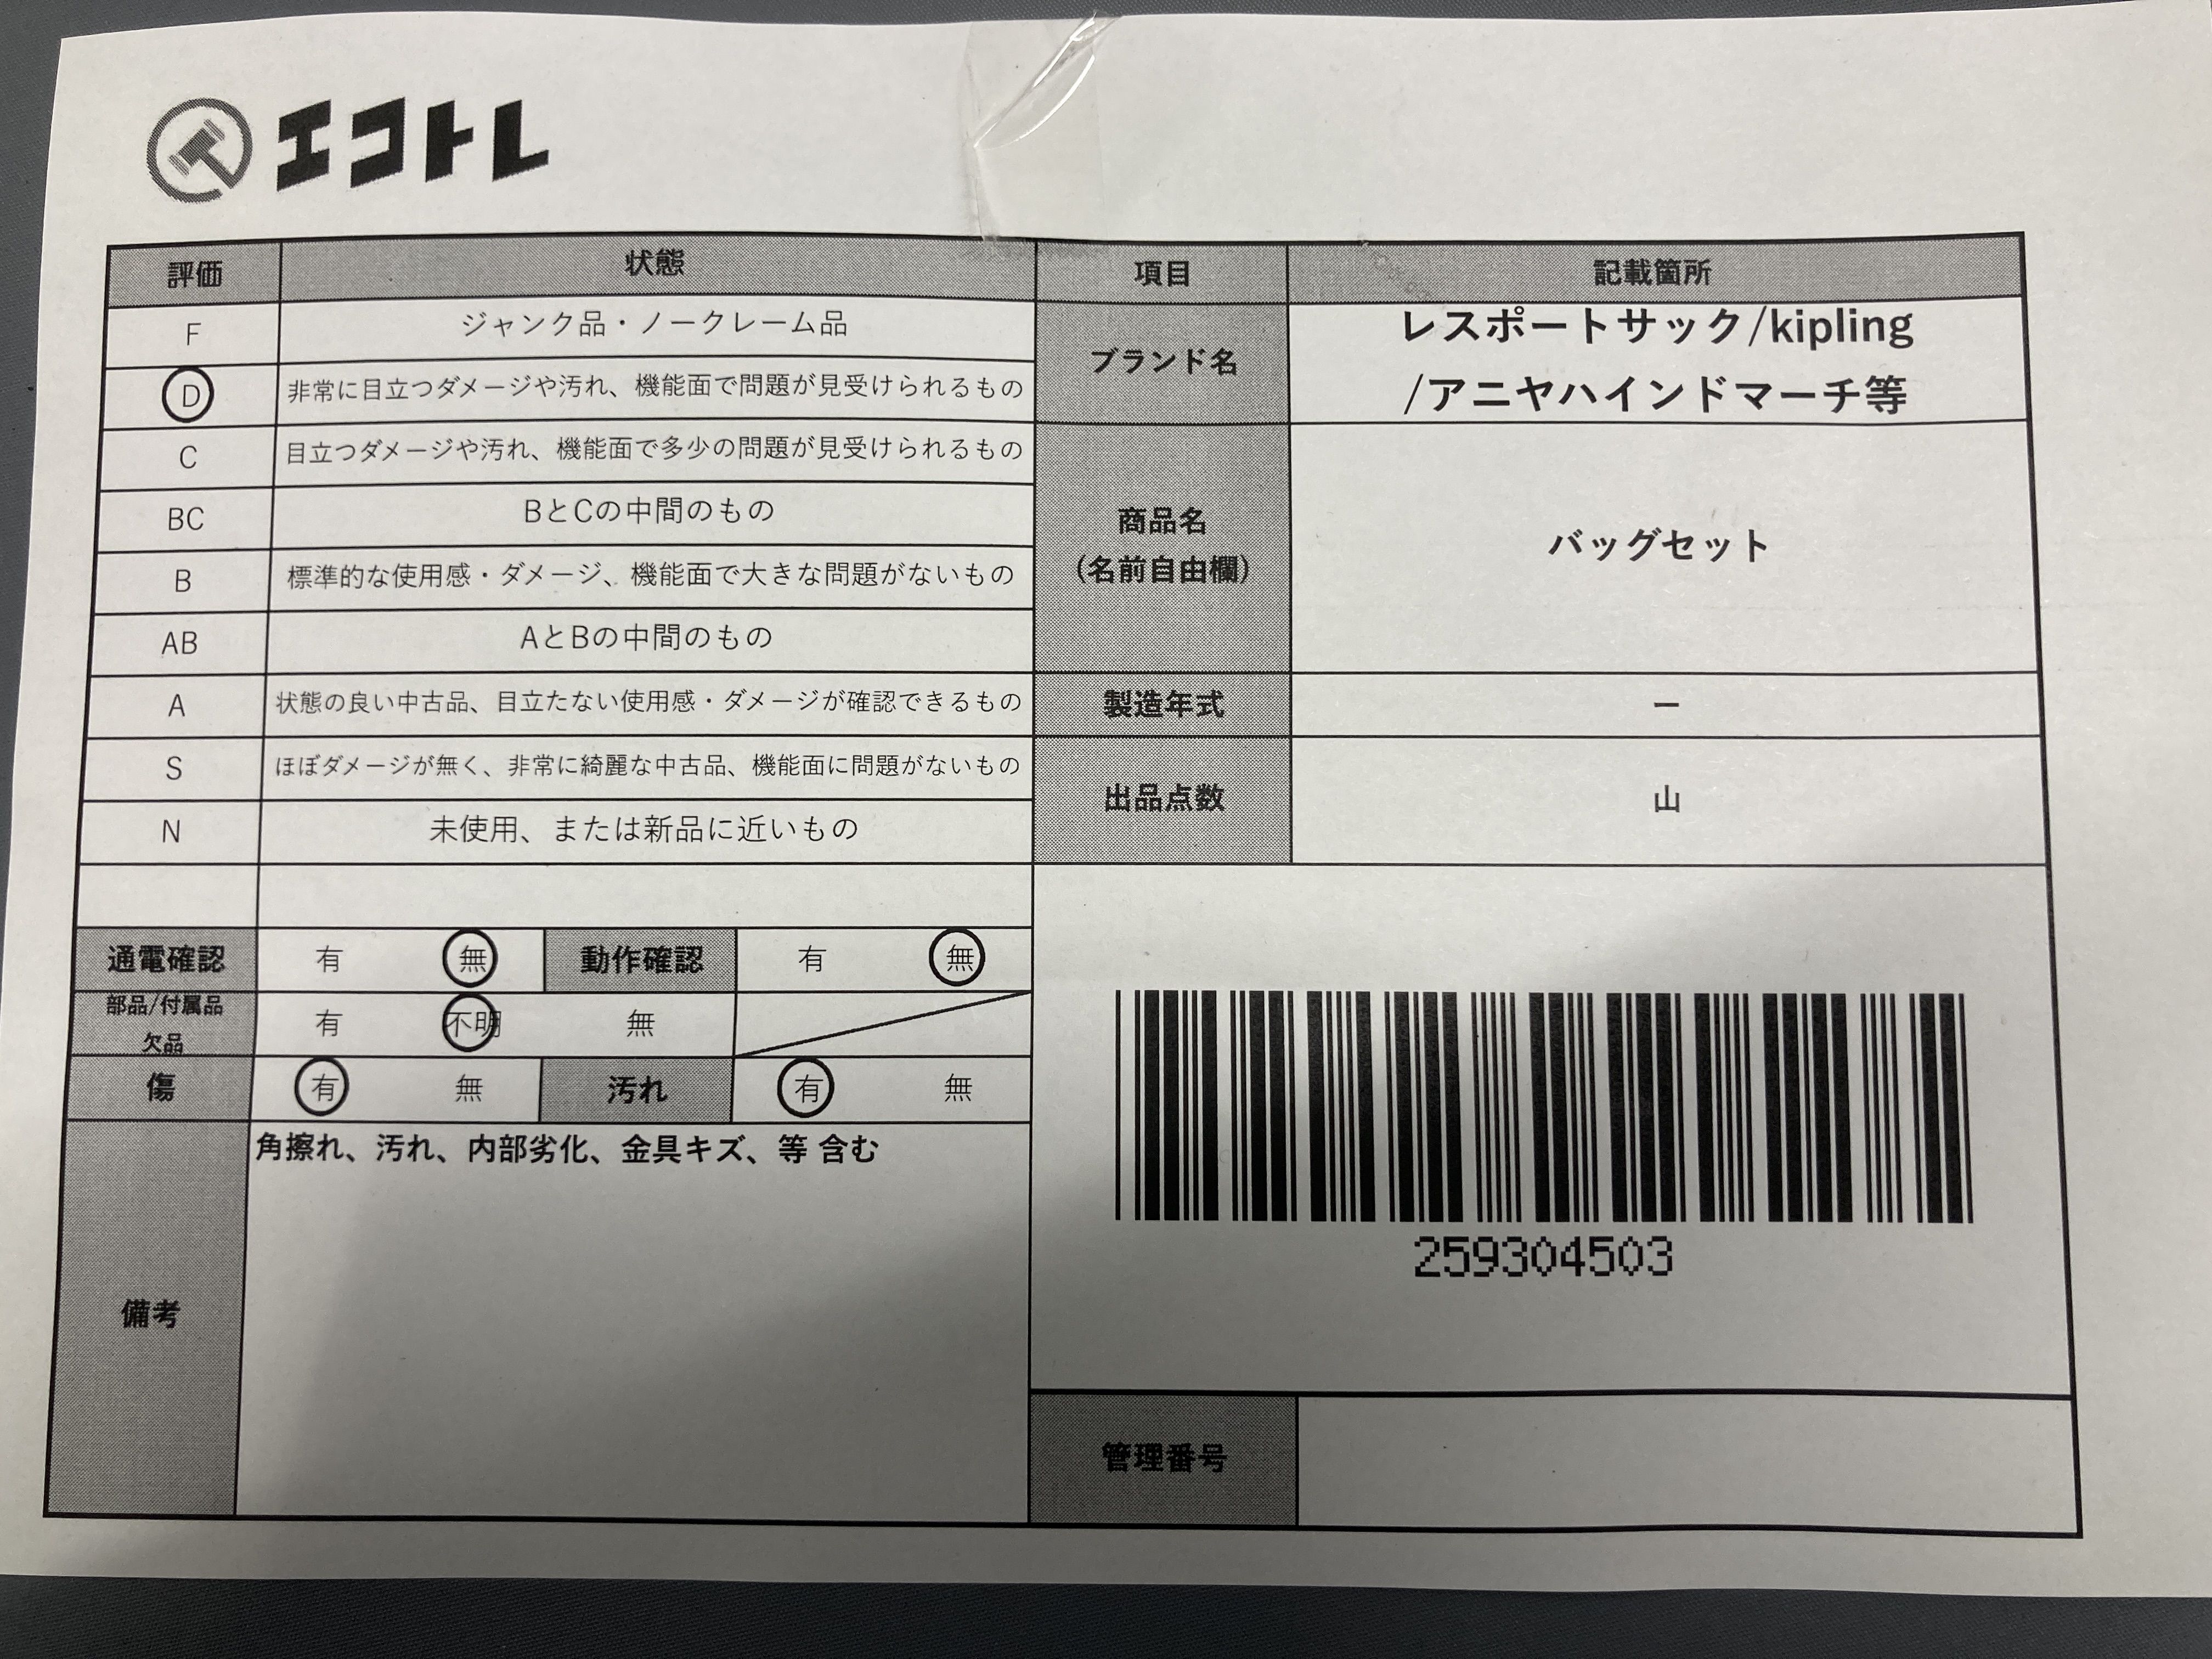 エコトレ
評価 状態 項目 記載箇所
F ジャンク品・ノークレーム品
D 非常に目立つダメージや汚れ、機能面で問題が見受けられるもの
C 目立つダメージや汚れ、機能面で多少の問題が見受けられるもの
BC BとCの中間のもの
B 標準的な使用感・ダメージ、機能面で大きな問題がないもの
AB AとBの中間のもの
A 状態の良い中古品、目立たない使用感・ダメージが確認できるもの
S ほぼダメージが無く、非常に綺麗な中古品、機能面に問題がないもの
N 未使用、または新品に近いもの
ブランド名
レスポートサック/kipling
/アニヤハインドマーチ等
商品名
(名前自由欄)
バッグセット
製造年式 ー
出品点数 山
通電確認 有 無 動作確認 有 無
部品/付属品
欠品
有 不明 無
傷 有 無 汚れ 有 無
備考
角擦れ、汚れ、内部劣化、金具キズ、等 含む
259304503
管理番号